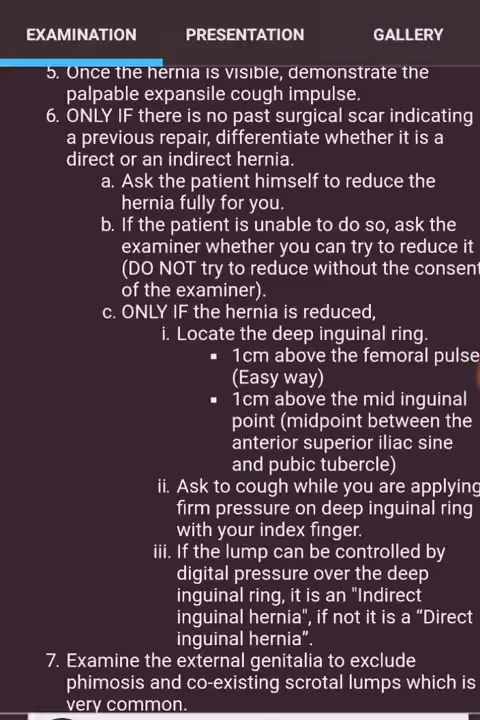 EXAMINATION PRESENTATION GALLERY
5. Once the hernia is visible, demonstrate the
palpable expansile cough impulse.
6. ONLY IF there is no past surgical scar indicating
a previous repair, differentiate whether it is a
direct or an indirect hernia.
a. Ask the patient himself to reduce the
hernia fully for you.
b. If the patient is unable to do so, ask the
examiner whether you can try to reduce it
(DO NOT try to reduce without the consent
of the examiner).
c. ONLY IF the hernia is reduced,
i. Locate the deep inguinal ring.
▪ 1cm above the femoral pulse
(Easy way)
▪ 1cm above the mid inguinal
point (midpoint between the
anterior superior iliac sine
and pubic tubercle)
ii. Ask to cough while you are applying
firm pressure on deep inguinal ring
with your index finger.
iii. If the lump can be controlled by
digital pressure over the deep
inguinal ring, it is an "Indirect
inguinal hernia", if not it is a “Direct
inguinal hernia”.
7. Examine the external genitalia to exclude
phimosis and co-existing scrotal lumps which is
very common.